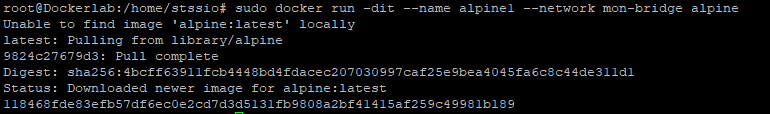 root@Dockerlab:/home/stssio# sudo docker run -dit --name alpine1 --network mon-bridge alpine
Unable to find image 'alpine:latest' locally
latest: Pulling from library/alpine
9824c27679d3: Pull complete
Digest: sha256:4bcff63911fcb4448bd4fdacec207030997caf25e9bea4045fa6c8c44de311d1
Status: Downloaded newer image for alpine:latest
118468fde83efb57df6ec0e2cd7d3d5131fb9808a2bf41415af259c49981b189